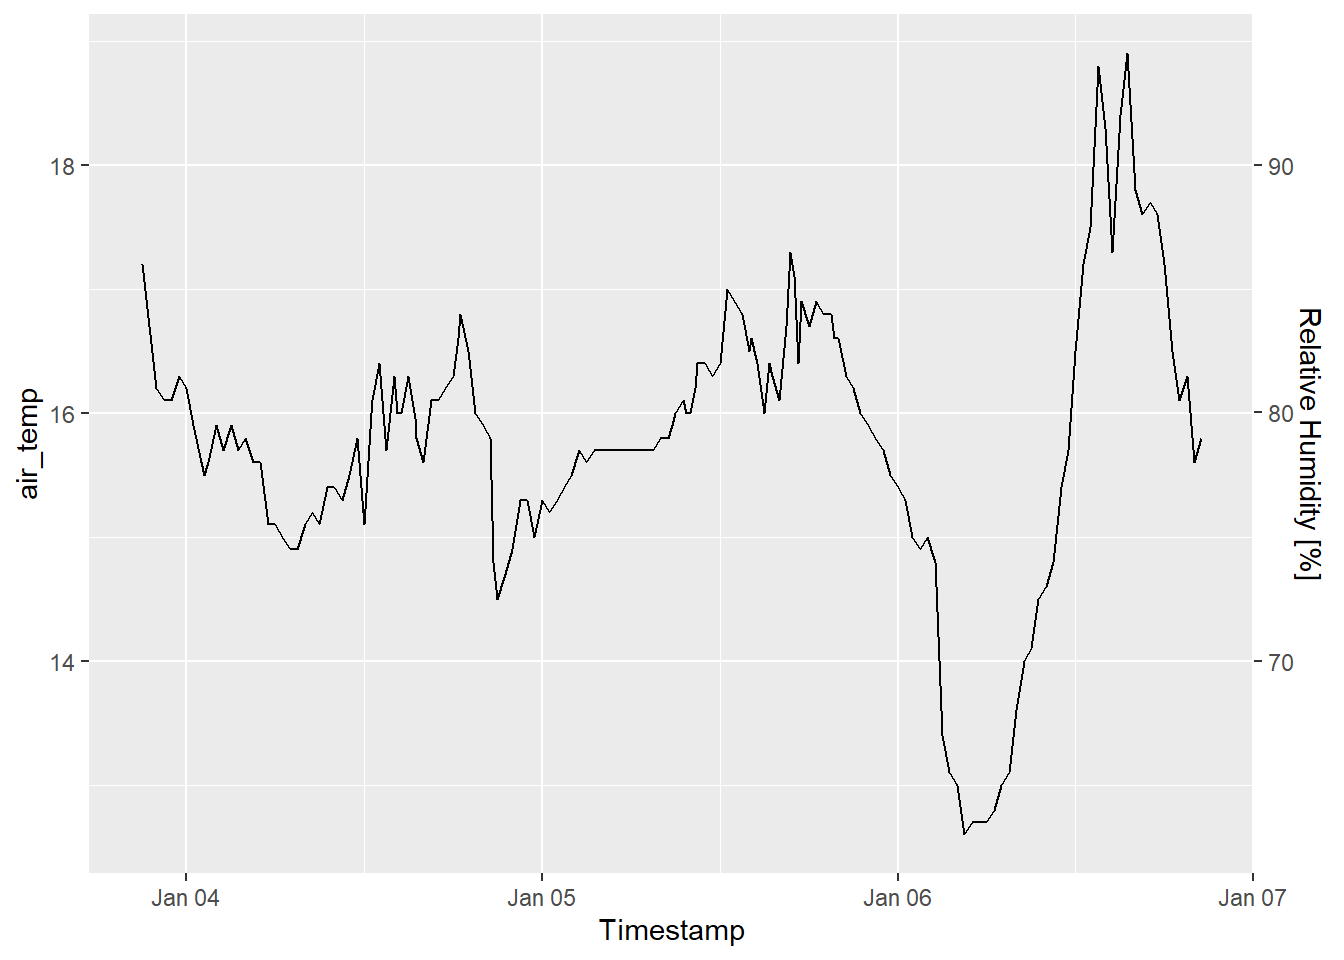 18
16
14
air_temp
90
80
70
Relative Humidity [%]
Jan 04
Jan 05
Jan 06
Jan 07
Timestamp